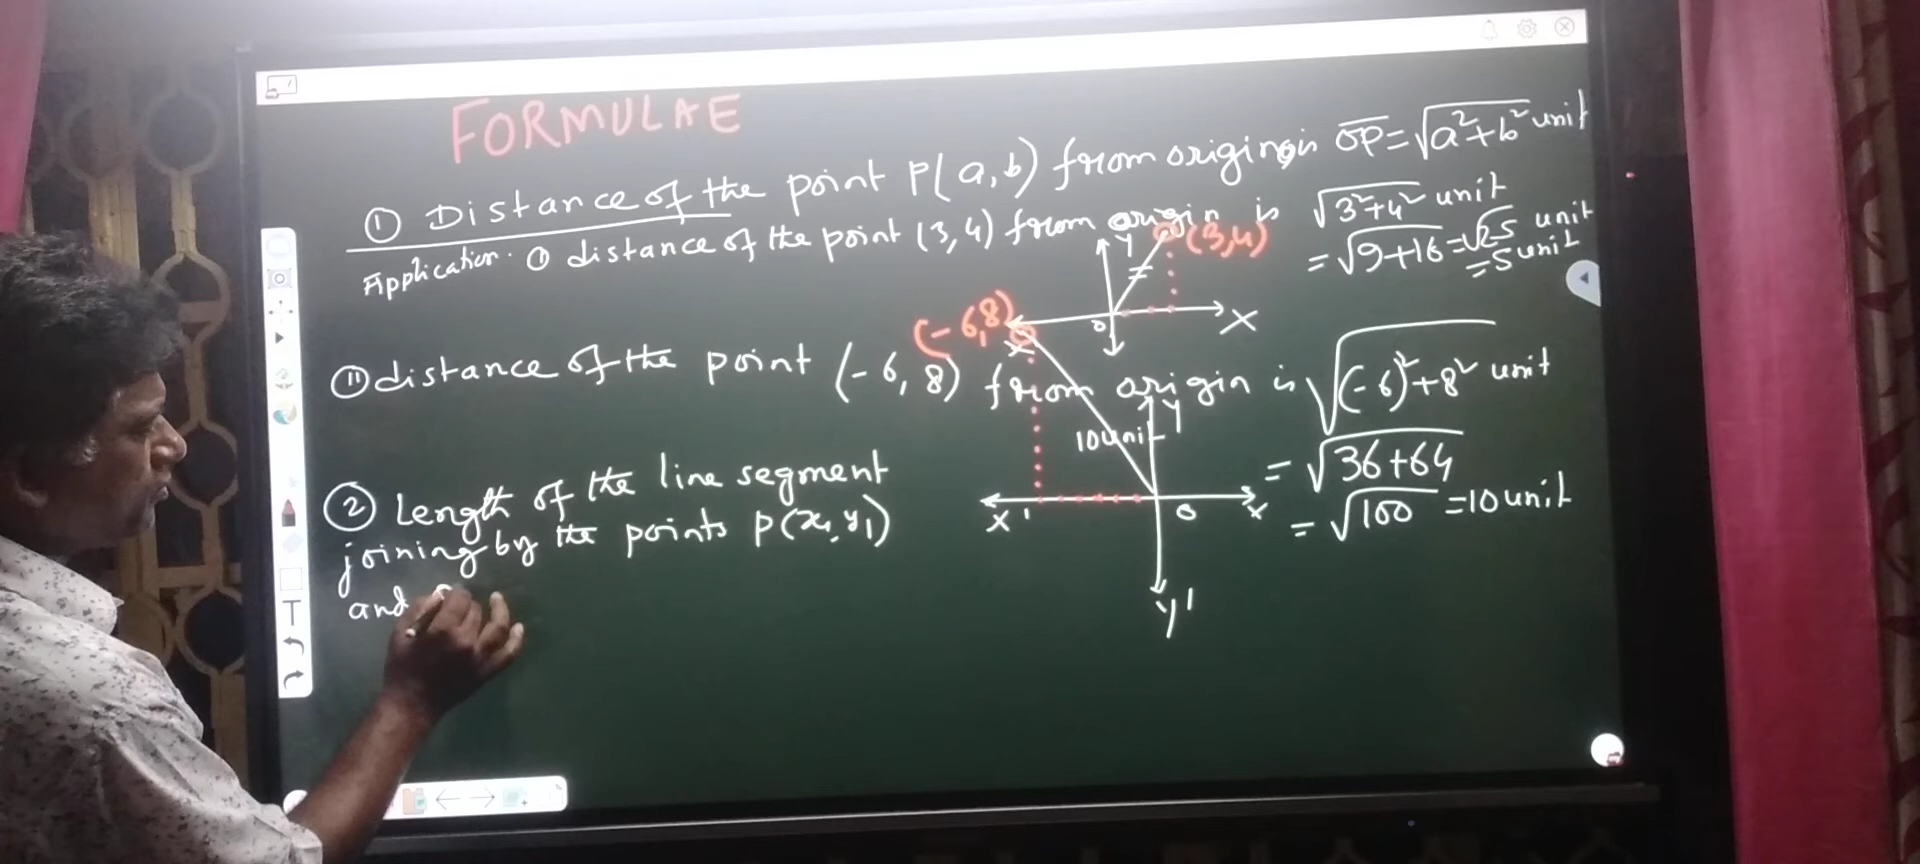 FORMULAE
① Distance of the point P(a,b) from origin is OP = √a²+b² unit
Application. ① distance of the point (3,4) from origin is √3²+4² unit
= √9+16 = √25 unit
= 5 unit
Y
(3,4)
O
X
(-6,8)
X
⑪ distance of the point (-6, 8) from origin is √(-6)²+8² unit
= √36+64
= √100 = 10 unit
Y
10 unit
X'
O
X
Y'
② Length of the line segment
joining by the points P(x₁, y₁)
and
T